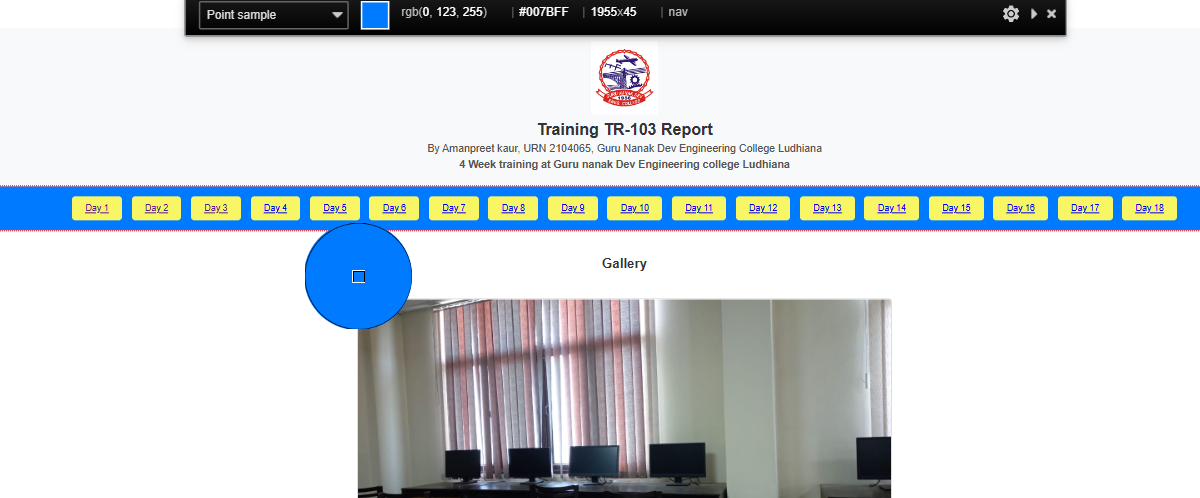 Point sample rgb(0, 123, 255) | #007BFF | 1955x45 | nav
1956
Training TR-103 Report
By Amanpreet kaur, URN 2104065, Guru Nanak Dev Engineering College Ludhiana
4 Week training at Guru nanak Dev Engineering college Ludhiana
Day 1 Day 2 Day 3 Day 4 Day 5 Day 6 Day 7 Day 8 Day 9 Day 10 Day 11 Day 12 Day 13 Day 14 Day 15 Day 16 Day 17 Day 18
Gallery